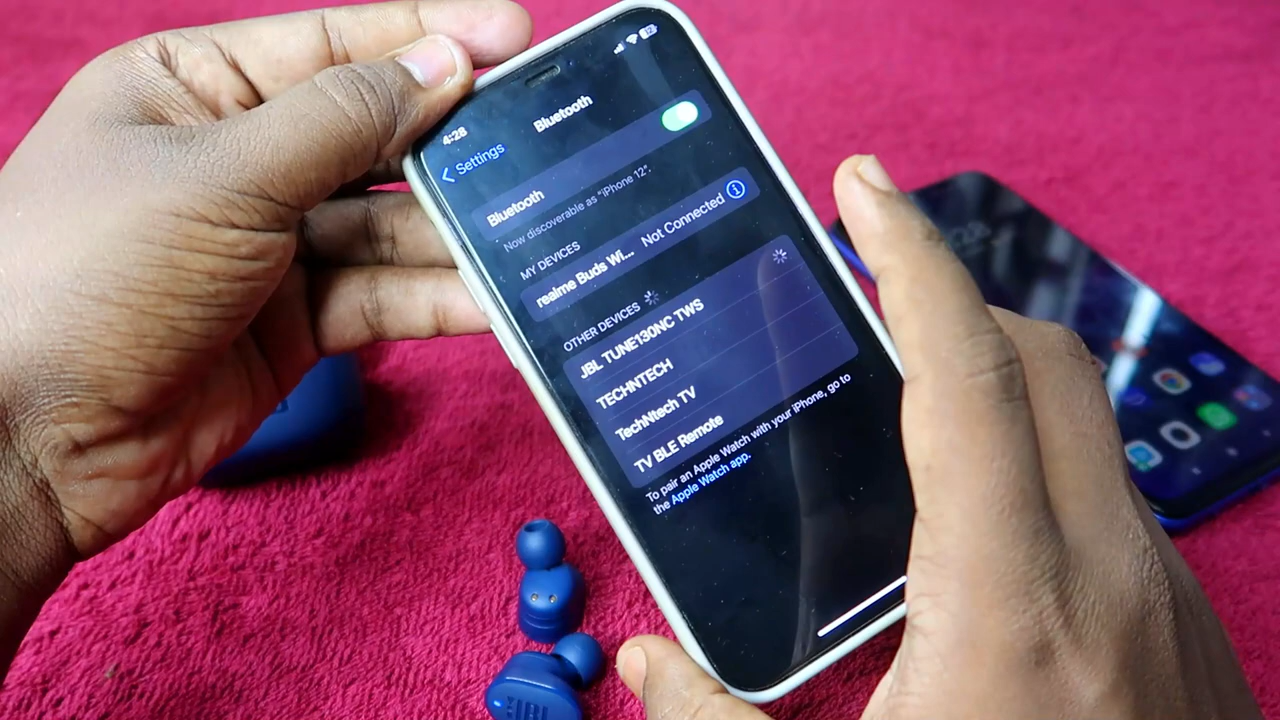 4:28
Settings
Bluetooth
Bluetooth
Now discoverable as "iPhone 12".
MY DEVICES
realme Buds Wi... Not Connected
OTHER DEVICES
JBL TUNE130NC TWS
TECHNTECH
TechNtech TV
TV BLE Remote
To pair an Apple Watch with your iPhone, go to
the Apple Watch app.
JBL